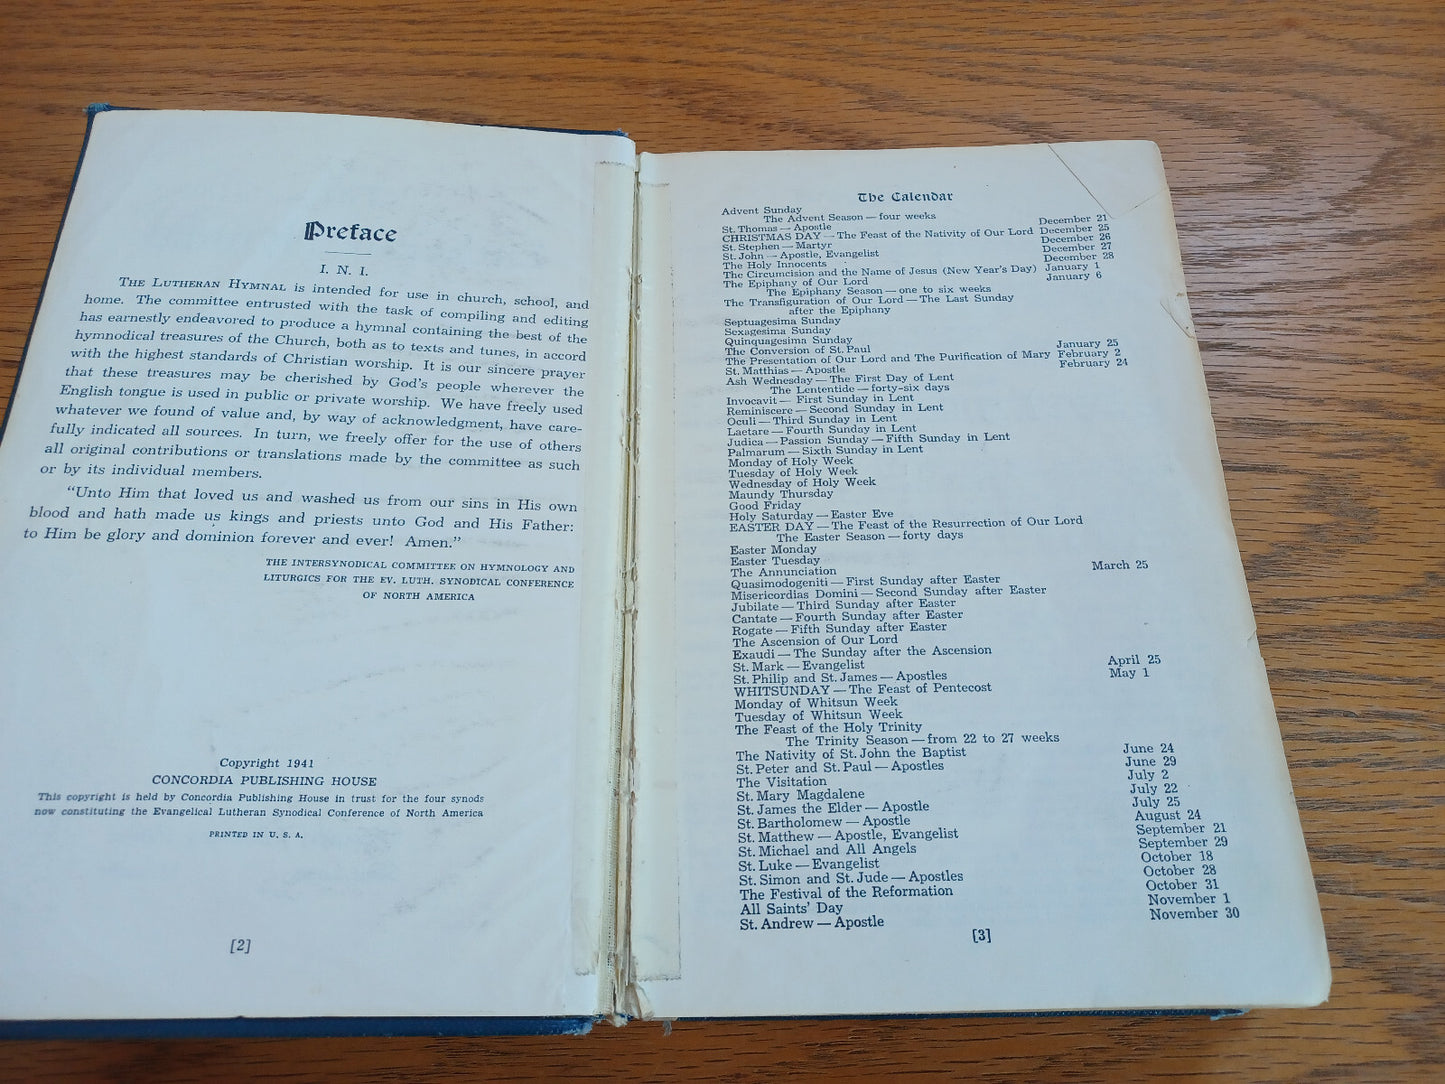 Preface
I. N. I.
THE LUTHERAN HYMNAL is intended for use in church, school, and
home. The committee entrusted with the task of compiling and editing
has earnestly endeavored to produce a hymnal containing the best of the
hymnodical treasures of the Church, both as to texts and tunes, in accord
with the highest standards of Christian worship. It is our sincere prayer
that these treasures may be cherished by God's people wherever the
English tongue is used in public or private worship. We have freely used
whatever we found of value and, by way of acknowledgment, have care-
fully indicated all sources. In turn, we freely offer for the use of others
all original contributions or translations made by the committee as such
or by its individual members.
"Unto Him that loved us and washed us from our sins in His own
blood and hath made us kings and priests unto God and His Father:
to Him be glory and dominion forever and ever! Amen."
THE INTERSYNODICAL COMMITTEE ON HYMNOLOGY AND
LITURGICS FOR THE EV. LUTH. SYNODICAL CONFERENCE
OF NORTH AMERICA
Copyright 1941
CONCORDIA PUBLISHING HOUSE
This copyright is held by Concordia Publishing House in trust for the four synods
now constituting the Evangelical Lutheran Synodical Conference of North America
PRINTED IN U. S. A.
[2]
The Calendar
Advent Sunday
The Advent Season — four weeks
St. Thomas — Apostle December 21
CHRISTMAS DAY — The Feast of the Nativity of Our Lord December 25
St. Stephen — Martyr December 26
St. John — Apostle, Evangelist December 27
The Holy Innocents December 28
The Circumcision and the Name of Jesus (New Year's Day) January 1
The Epiphany of Our Lord January 6
The Epiphany Season — one to six weeks
The Transfiguration of Our Lord — The Last Sunday
after the Epiphany
Septuagesima Sunday
Sexagesima Sunday
Quinquagesima Sunday
The Conversion of St. Paul January 25
The Presentation of Our Lord and The Purification of Mary February 2
St. Matthias — Apostle February 24
Ash Wednesday — The First Day of Lent
The Lententide — forty-six days
Invocavit — First Sunday in Lent
Reminiscere — Second Sunday in Lent
Oculi — Third Sunday in Lent
Laetare — Fourth Sunday in Lent
Judica — Passion Sunday — Fifth Sunday in Lent
Palmarum — Sixth Sunday in Lent
Monday of Holy Week
Tuesday of Holy Week
Wednesday of Holy Week
Maundy Thursday
Good Friday
Holy Saturday — Easter Eve
EASTER DAY — The Feast of the Resurrection of Our Lord
The Easter Season — forty days
Easter Monday
Easter Tuesday
The Annunciation March 25
Quasimodogeniti — First Sunday after Easter
Misericordias Domini — Second Sunday after Easter
Jubilate — Third Sunday after Easter
Cantate — Fourth Sunday after Easter
Rogate — Fifth Sunday after Easter
The Ascension of Our Lord
Exaudi — The Sunday after the Ascension
St. Mark — Evangelist April 25
St. Philip and St. James — Apostles May 1
WHITSUNDAY — The Feast of Pentecost
Monday of Whitsun Week
Tuesday of Whitsun Week
The Feast of the Holy Trinity
The Trinity Season — from 22 to 27 weeks
The Nativity of St. John the Baptist June 24
St. Peter and St. Paul — Apostles June 29
The Visitation July 2
St. Mary Magdalene July 22
St. James the Elder — Apostle July 25
St. Bartholomew — Apostle August 24
St. Matthew — Apostle, Evangelist September 21
St. Michael and All Angels September 29
St. Luke — Evangelist October 18
St. Simon and St. Jude — Apostles October 28
The Festival of the Reformation October 31
All Saints' Day November 1
St. Andrew — Apostle November 30
[3]